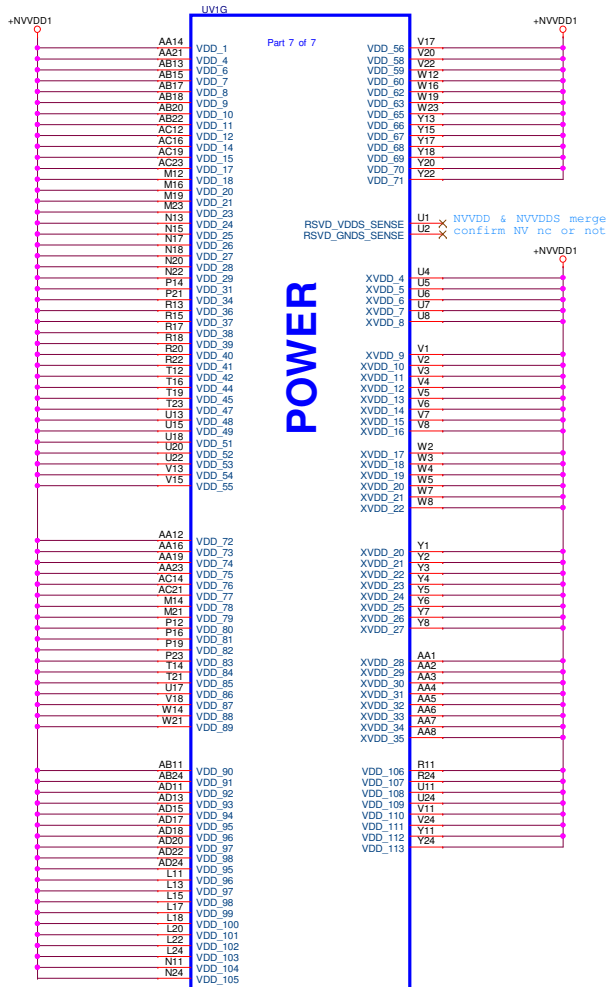 UV1G
+NVVDD1
AA14 VDD_1
AA21 VDD_4
AB13 VDD_6
AB15 VDD_7
AB17 VDD_8
AB18 VDD_9
AB20 VDD_10
AB22 VDD_11
AC12 VDD_12
AC16 VDD_14
AC19 VDD_15
AC23 VDD_17
M12 VDD_18
M16 VDD_20
M19 VDD_21
M23 VDD_23
N13 VDD_24
N15 VDD_25
N17 VDD_26
N18 VDD_27
N20 VDD_28
N22 VDD_29
P14 VDD_31
P21 VDD_34
R13 VDD_36
R15 VDD_37
R17 VDD_38
R18 VDD_39
R20 VDD_40
R22 VDD_41
T12 VDD_42
T16 VDD_44
T19 VDD_45
T23 VDD_47
U13 VDD_48
U15 VDD_49
U18 VDD_51
U20 VDD_52
U22 VDD_53
V13 VDD_54
V15 VDD_55
AA12 VDD_72
AA16 VDD_73
AA19 VDD_74
AA23 VDD_75
AC14 VDD_76
AC21 VDD_77
M14 VDD_78
M21 VDD_79
P12 VDD_80
P16 VDD_81
P19 VDD_82
P23 VDD_83
T14 VDD_84
T21 VDD_85
U17 VDD_86
V18 VDD_87
W14 VDD_88
W21 VDD_89
AB11 VDD_90
AB24 VDD_91
AD11 VDD_92
AD13 VDD_93
AD15 VDD_94
AD17 VDD_95
AD18 VDD_96
AD20 VDD_97
AD22 VDD_98
AD24 VDD_95
L11 VDD_96
L13 VDD_97
L15 VDD_98
L17 VDD_99
L18 VDD_100
L20 VDD_101
L22 VDD_102
L24 VDD_103
N11 VDD_104
N24 VDD_105
Part 7 of 7
POWER
+NVVDD1
VDD_56 V17
VDD_58 V20
VDD_59 V22
VDD_60 W12
VDD_62 W16
VDD_63 W19
VDD_65 W23
VDD_66 Y13
VDD_67 Y15
VDD_68 Y17
VDD_69 Y18
VDD_70 Y20
VDD_71 Y22
RSVD_VDDS_SENSE U1 NVVDD & NVVDDS merge
RSVD_GNDS_SENSE U2 confirm NV nc or not
+NVVDD1
XVDD_4 U4
XVDD_5 U5
XVDD_6 U6
XVDD_7 U7
XVDD_8 U8
XVDD_9 V1
XVDD_10 V2
XVDD_11 V3
XVDD_12 V4
XVDD_13 V5
XVDD_14 V6
XVDD_15 V7
XVDD_16 V8
XVDD_17 W2
XVDD_18 W3
XVDD_19 W4
XVDD_20 W5
XVDD_21 W7
XVDD_22 W8
XVDD_20 Y1
XVDD_21 Y2
XVDD_22 Y3
XVDD_23 Y4
XVDD_24 Y5
XVDD_25 Y6
XVDD_26 Y7
XVDD_27 Y8
XVDD_28 AA1
XVDD_29 AA2
XVDD_30 AA3
XVDD_31 AA4
XVDD_32 AA5
XVDD_33 AA6
XVDD_34 AA7
XVDD_35 AA8
VDD_106 R11
VDD_107 R24
VDD_108 U11
VDD_109 U24
VDD_110 V11
VDD_111 V24
VDD_112 Y11
VDD_113 Y24